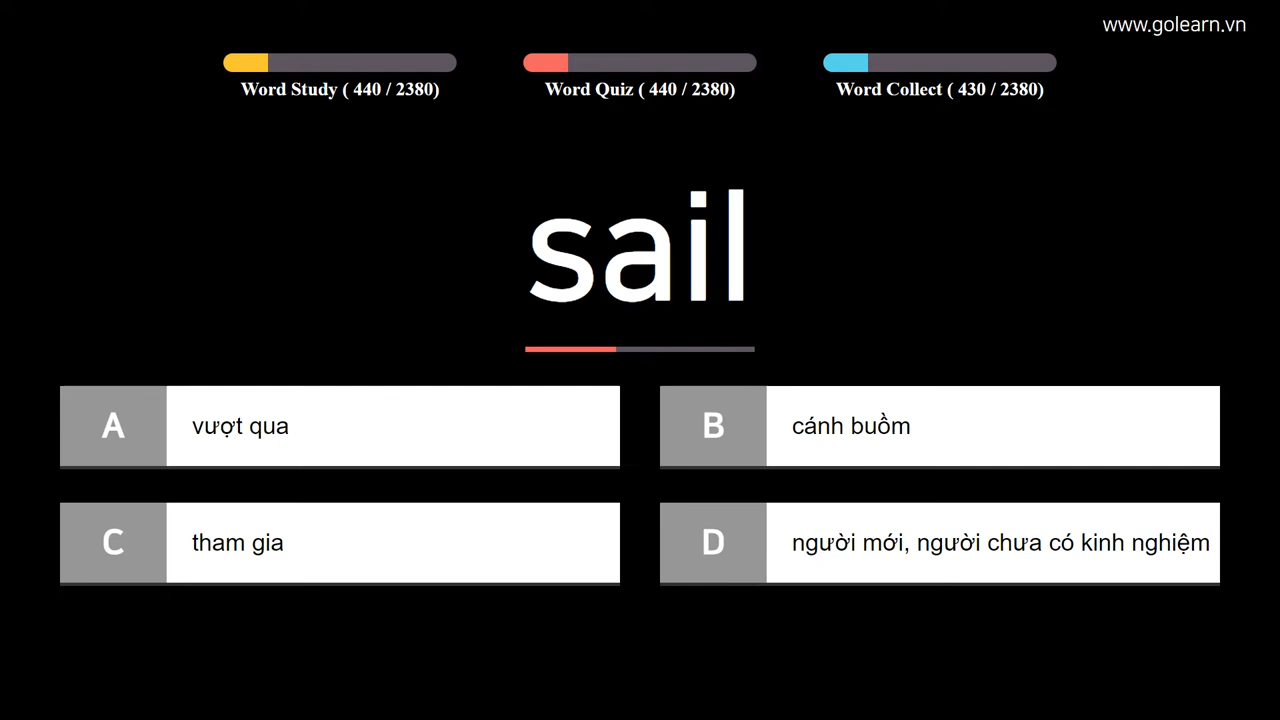 www.golearn.vn
Word Study ( 440 / 2380)
Word Quiz ( 440 / 2380)
Word Collect ( 430 / 2380)
sail
A vượt qua
B cánh buồm
C tham gia
D người mới, người chưa có kinh nghiệm